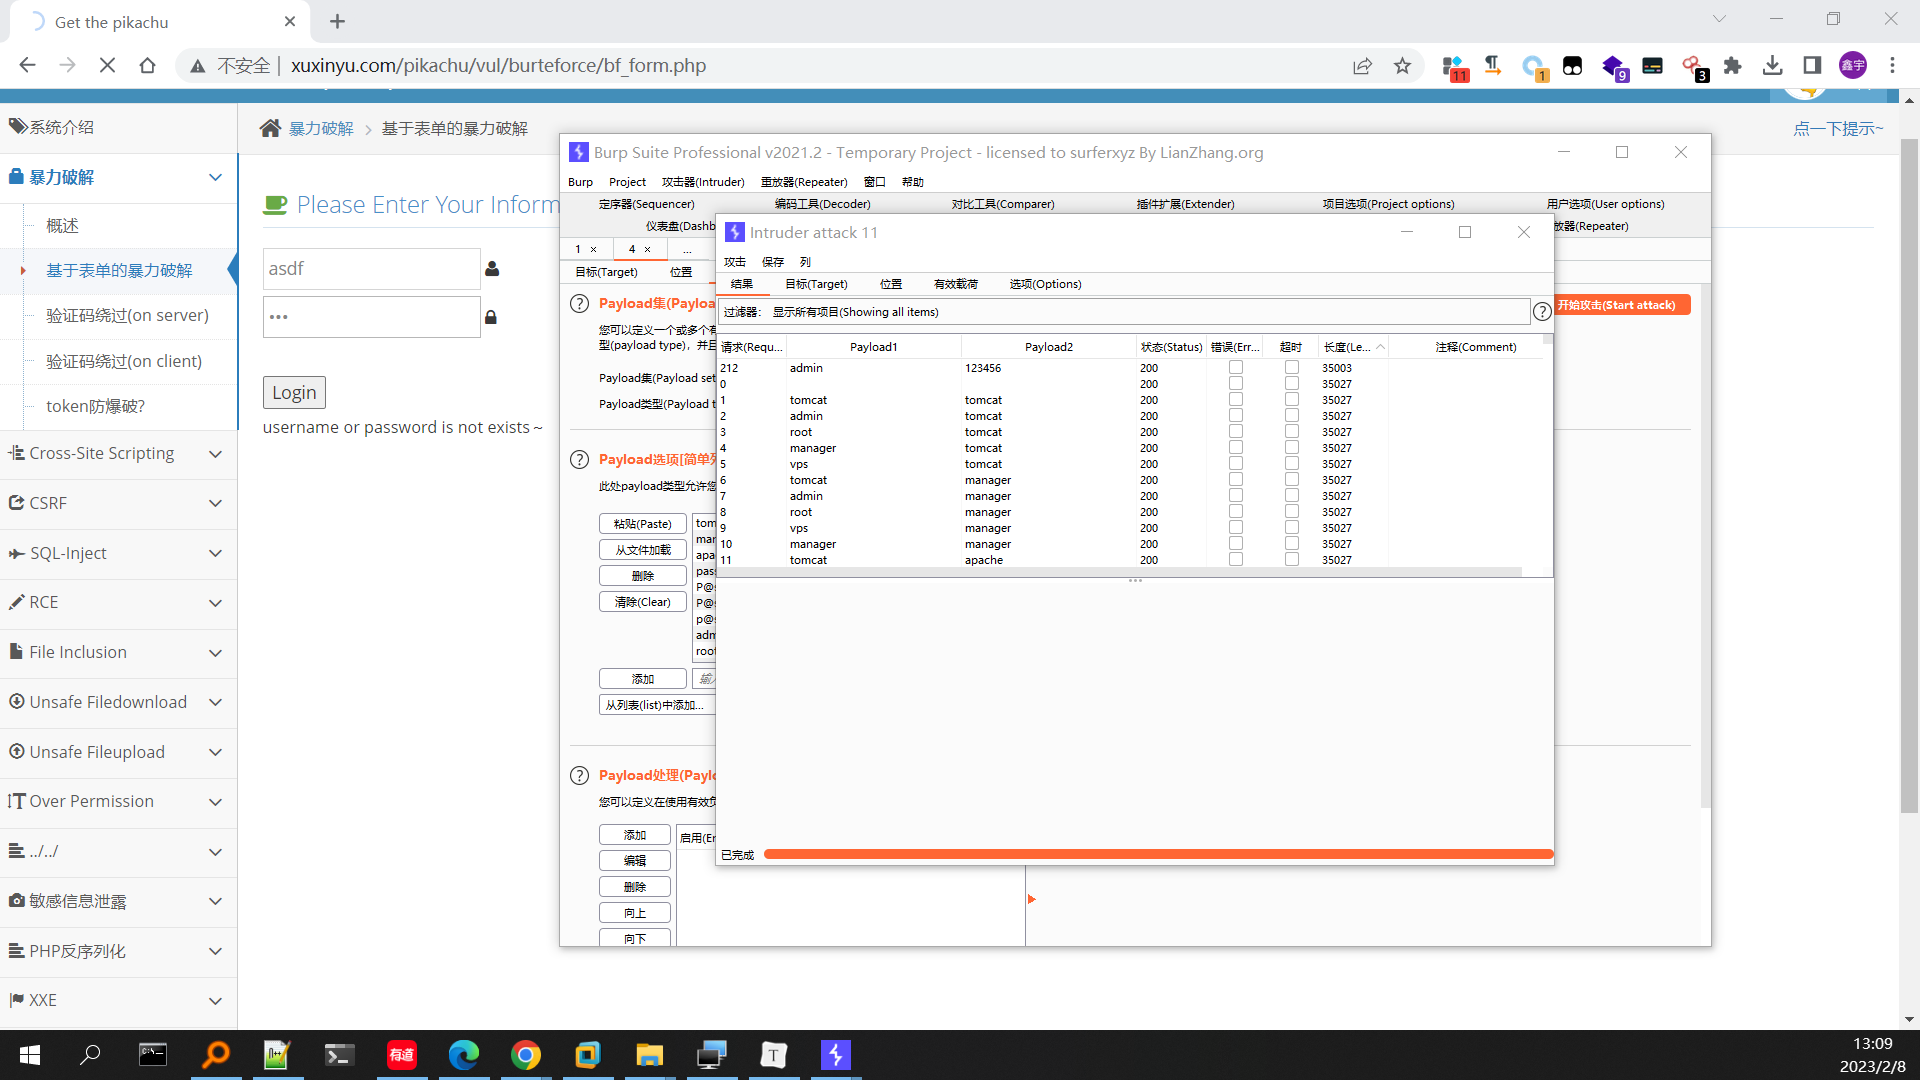 Get the pikachu
不安全 xuxinyu.com/pikachu/vul/burteforce/bf_form.php
11
1
9
3
鑫宇
系统介绍
暴力破解
概述
基于表单的暴力破解
验证码绕过(on server)
验证码绕过(on client)
token防爆破?
Cross-Site Scripting
CSRF
SQL-Inject
RCE
File Inclusion
Unsafe Filedownload
Unsafe Fileupload
Over Permission
../../
敏感信息泄露
PHP反序列化
XXE
暴力破解 基于表单的暴力破解
点一下提示~
Please Enter Your Inform
asdf
•••
Login
username or password is not exists～
Burp Suite Professional v2021.2 - Temporary Project - licensed to surferxyz By LianZhang.org
Burp Project 攻击器(Intruder) 重放器(Repeater) 窗口 帮助
定序器(Sequencer) 编码工具(Decoder) 对比工具(Comparer) 插件扩展(Extender) 项目选项(Project options) 用户选项(User options)
仪表盘(Dashb 放器(Repeater)
1 × 4 × ...
目标(Target) 位置
Payload集(Payloa
开始攻击(Start attack)
您可以定义一个或多个有
型(payload type)，并且
Payload集(Payload set
Payload类型(Payload t
Payload选项[简单列
此处payload类型允许您
粘贴(Paste)
从文件加载
删除
清除(Clear)
tom
mar
apa
pass
P@s
P@s
p@s
adm
root
添加
输入
从列表(list)中添加...
Payload处理(Paylo
您可以定义在使用有效负
添加
编辑
删除
向上
向下
启用(En
Intruder attack 11
攻击 保存 列
结果 目标(Target) 位置 有效载荷 选项(Options)
过滤器： 显示所有项目(Showing all items)
请求(Requ... Payload1 Payload2 状态(Status) 错误(Err... 超时 长度(Le... 注释(Comment)
212 admin 123456 200 35003
0 200 35027
1 tomcat tomcat 200 35027
2 admin tomcat 200 35027
3 root tomcat 200 35027
4 manager tomcat 200 35027
5 vps tomcat 200 35027
6 tomcat manager 200 35027
7 admin manager 200 35027
8 root manager 200 35027
9 vps manager 200 35027
10 manager manager 200 35027
11 tomcat apache 200 35027
已完成
有道
T
13:09
2023/2/8